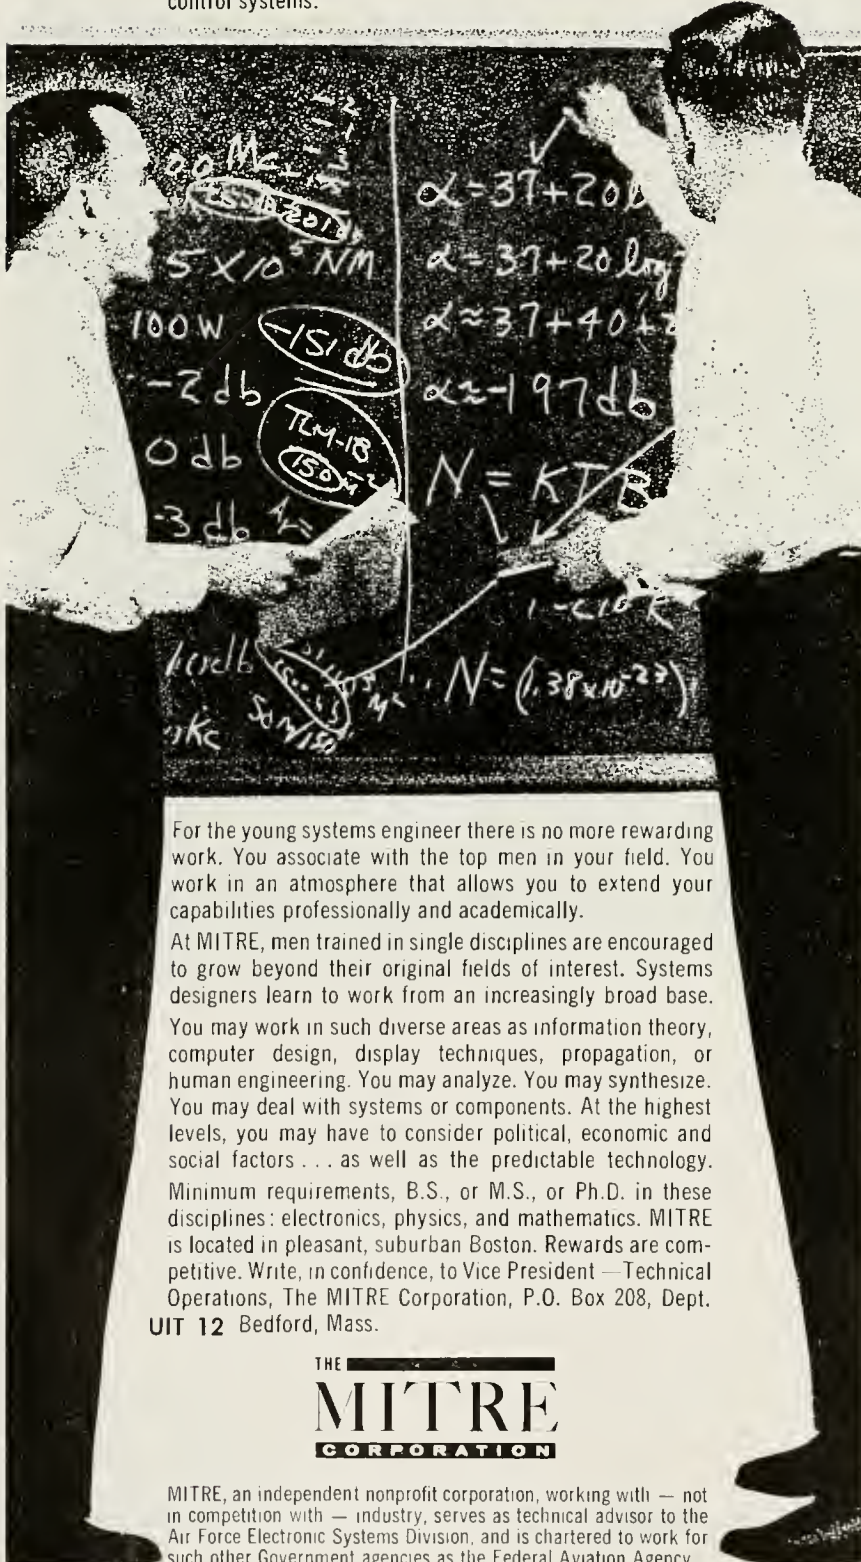 control systems.
00 Mc
5 X 10⁵ NM
100 W
-151 db
-2 db
TLM-18
150
0 db
-3 db
α = 37 + 20
α = 37 + 20 log
α ≈ 37 + 40 +
α ≈ -197 db
N = KTB
N = (1.38 x 10⁻²³)
For the young systems engineer there is no more rewarding
work. You associate with the top men in your field. You
work in an atmosphere that allows you to extend your
capabilities professionally and academically.
At MITRE, men trained in single disciplines are encouraged
to grow beyond their original fields of interest. Systems
designers learn to work from an increasingly broad base.
You may work in such diverse areas as information theory,
computer design, display techniques, propagation, or
human engineering. You may analyze. You may synthesize.
You may deal with systems or components. At the highest
levels, you may have to consider political, economic and
social factors . . . as well as the predictable technology.
Minimum requirements, B.S., or M.S., or Ph.D. in these
disciplines: electronics, physics, and mathematics. MITRE
is located in pleasant, suburban Boston. Rewards are com-
petitive. Write, in confidence, to Vice President — Technical
Operations, The MITRE Corporation, P.O. Box 208, Dept.
UIT 12 Bedford, Mass.
THE
MITRE
CORPORATION
MITRE, an independent nonprofit corporation, working with — not
in competition with — industry, serves as technical advisor to the
Air Force Electronic Systems Division, and is chartered to work for
such other Government agencies as the Federal Aviation Agency.